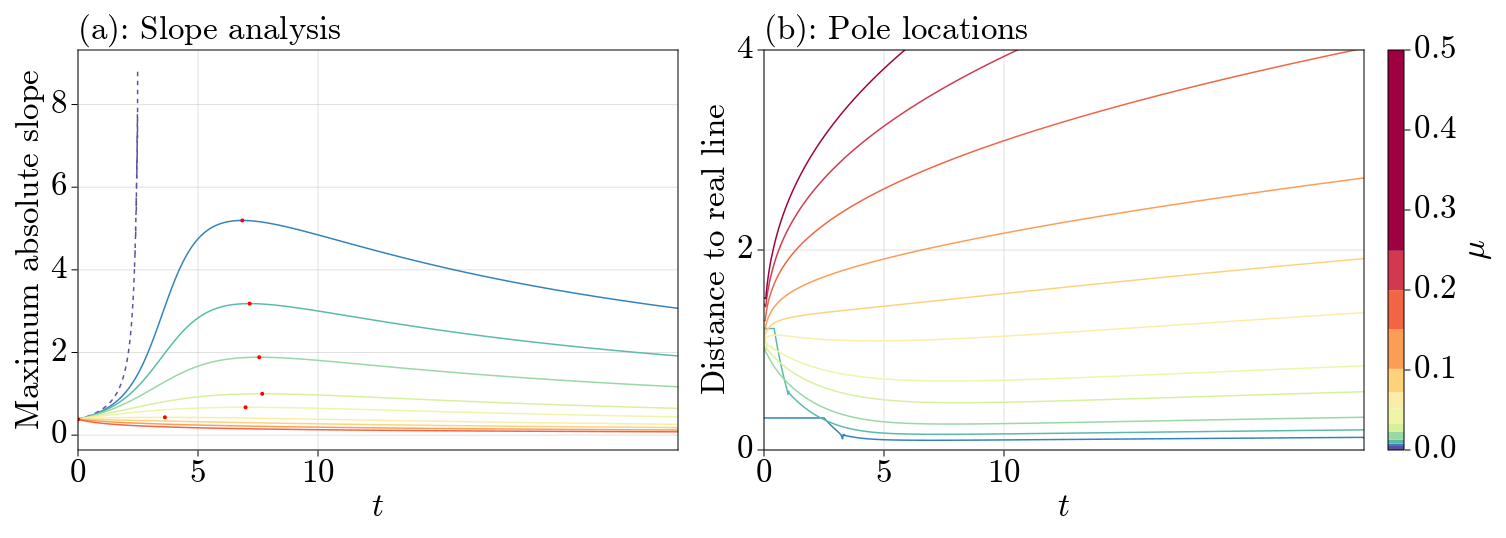 (a): Slope analysis
Maximum absolute slope
8
6
4
2
0
0 5 10
t
(b): Pole locations
Distance to real line
4
2
0
0 5 10
t
0.5
0.4
0.3
0.2
0.1
0.0
μ